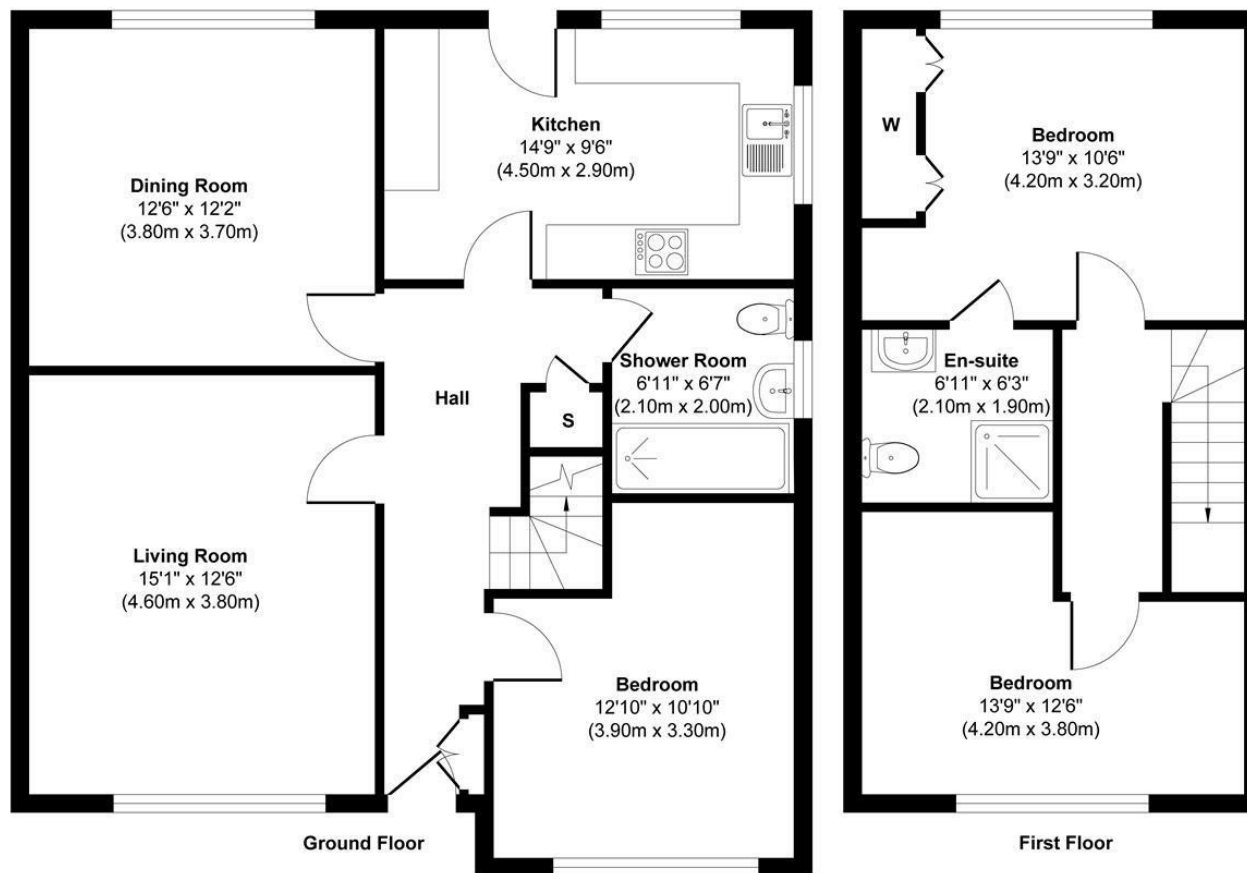 Kitchen
14'9" x 9'6"
(4.50m x 2.90m)
Dining Room
12'6" x 12'2"
(3.80m x 3.70m)
Hall
Shower Room
6'11" x 6'7"
(2.10m x 2.00m)
S
Living Room
15'1" x 12'6"
(4.60m x 3.80m)
Bedroom
12'10" x 10'10"
(3.90m x 3.30m)
Ground Floor
W
Bedroom
13'9" x 10'6"
(4.20m x 3.20m)
En-suite
6'11" x 6'3"
(2.10m x 1.90m)
Bedroom
13'9" x 12'6"
(4.20m x 3.80m)
First Floor